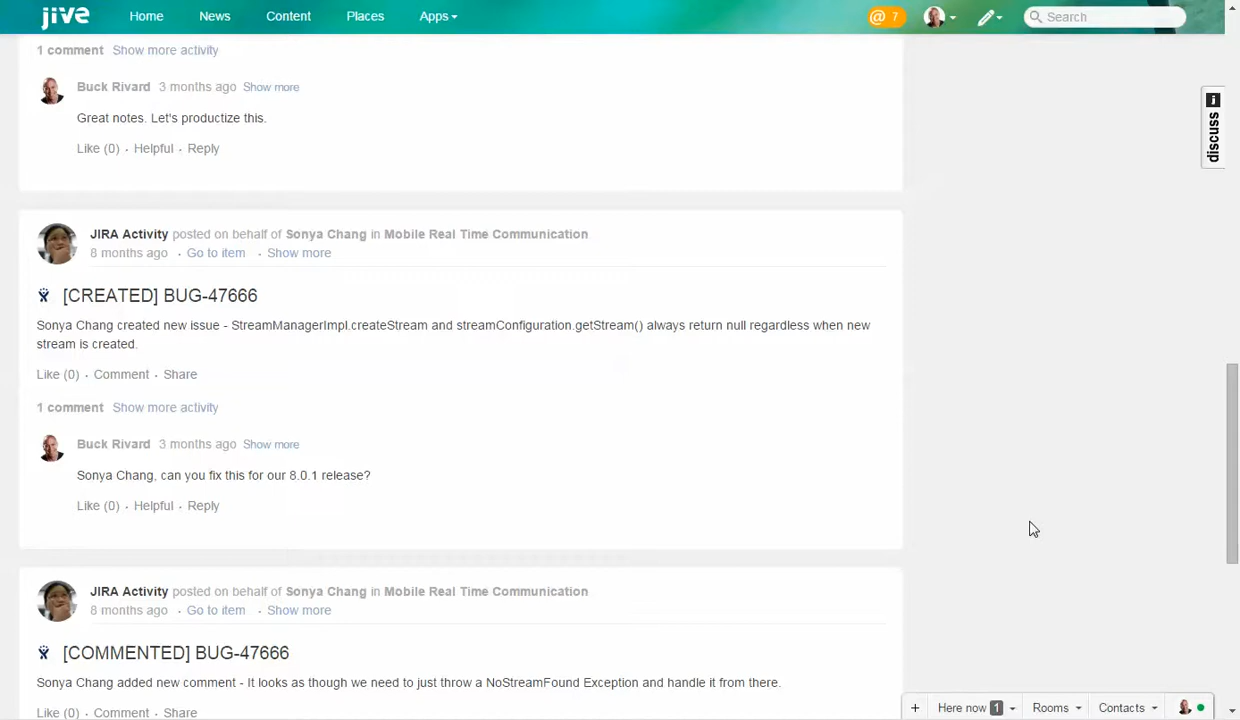 jive Home News Content Places Apps @ 7 Search
1 comment Show more activity
Buck Rivard 3 months ago Show more
Great notes. Let's productize this.
Like (0) · Helpful · Reply
discuss
JIRA Activity posted on behalf of Sonya Chang in Mobile Real Time Communication
8 months ago · Go to item · Show more
[CREATED] BUG-47666
Sonya Chang created new issue - StreamManagerImpl.createStream and streamConfiguration.getStream() always return null regardless when new
stream is created.
Like (0) · Comment · Share
1 comment Show more activity
Buck Rivard 3 months ago Show more
Sonya Chang, can you fix this for our 8.0.1 release?
Like (0) · Helpful · Reply
JIRA Activity posted on behalf of Sonya Chang in Mobile Real Time Communication
8 months ago · Go to item · Show more
[COMMENTED] BUG-47666
Sonya Chang added new comment - It looks as though we need to just throw a NoStreamFound Exception and handle it from there.
Like (0) · Comment · Share
+ Here now 1 Rooms Contacts